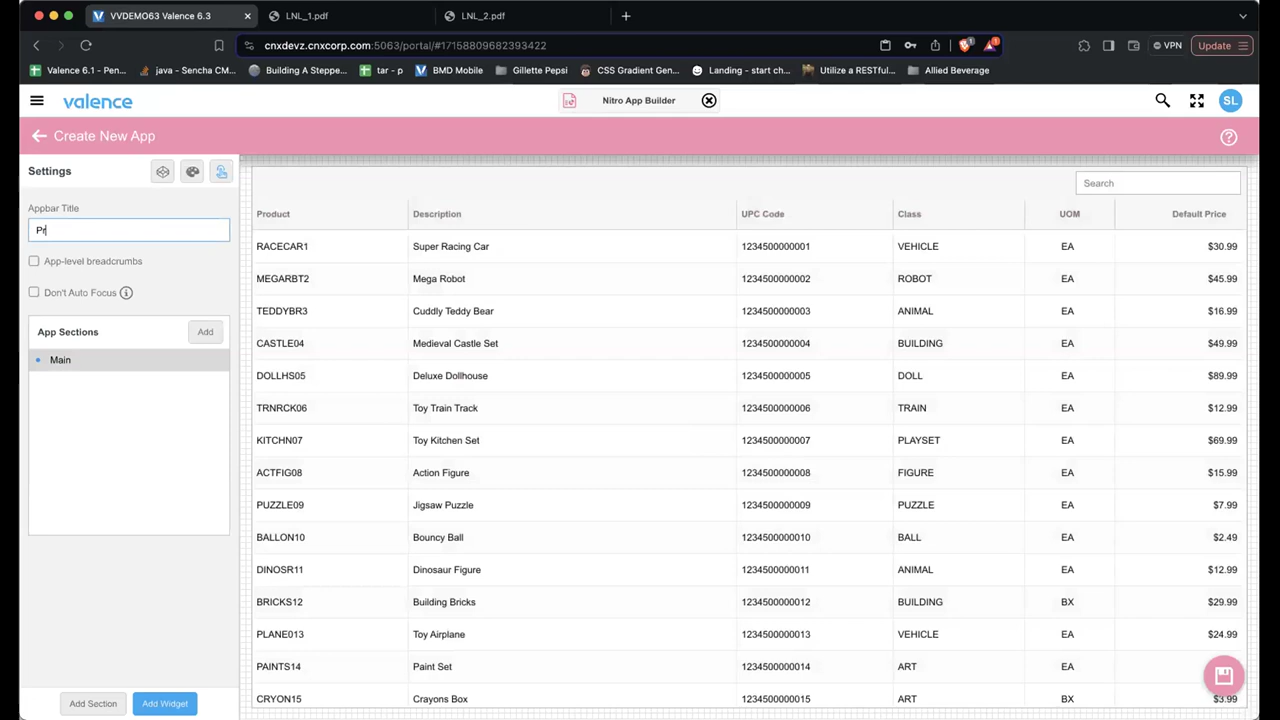 VVDEMO63 Valence 6.3
LNL_1.pdf
LNL_2.pdf
cnxdevz.cnxcorp.com:5063/portal/#17158809682393422
VPN
Update
Valence 6.1 - Pen...
java - Sencha CM...
Building A Steppe...
tar - p
BMD Mobile
Gillette Pepsi
CSS Gradient Gen...
Landing - start ch...
Utilize a RESTful...
Allied Beverage
valence
Nitro App Builder
SL
Create New App
Settings
Appbar Title
Pr
App-level breadcrumbs
Don't Auto Focus
App Sections
Add
Main
Add Section
Add Widget
Search
Product Description UPC Code Class UOM Default Price
RACECAR1 Super Racing Car 1234500000001 VEHICLE EA $30.99
MEGARBT2 Mega Robot 1234500000002 ROBOT EA $45.99
TEDDYBR3 Cuddly Teddy Bear 1234500000003 ANIMAL EA $16.99
CASTLE04 Medieval Castle Set 1234500000004 BUILDING EA $49.99
DOLLHS05 Deluxe Dollhouse 1234500000005 DOLL EA $89.99
TRNRCK06 Toy Train Track 1234500000006 TRAIN EA $12.99
KITCHN07 Toy Kitchen Set 1234500000007 PLAYSET EA $69.99
ACTFIG08 Action Figure 1234500000008 FIGURE EA $15.99
PUZZLE09 Jigsaw Puzzle 1234500000009 PUZZLE EA $7.99
BALLON10 Bouncy Ball 1234500000010 BALL EA $2.49
DINOSR11 Dinosaur Figure 1234500000011 ANIMAL EA $12.99
BRICKS12 Building Bricks 1234500000012 BUILDING BX $29.99
PLANE013 Toy Airplane 1234500000013 VEHICLE EA $24.99
PAINTS14 Paint Set 1234500000014 ART EA
CRYON15 Crayons Box 1234500000015 ART BX $3.99